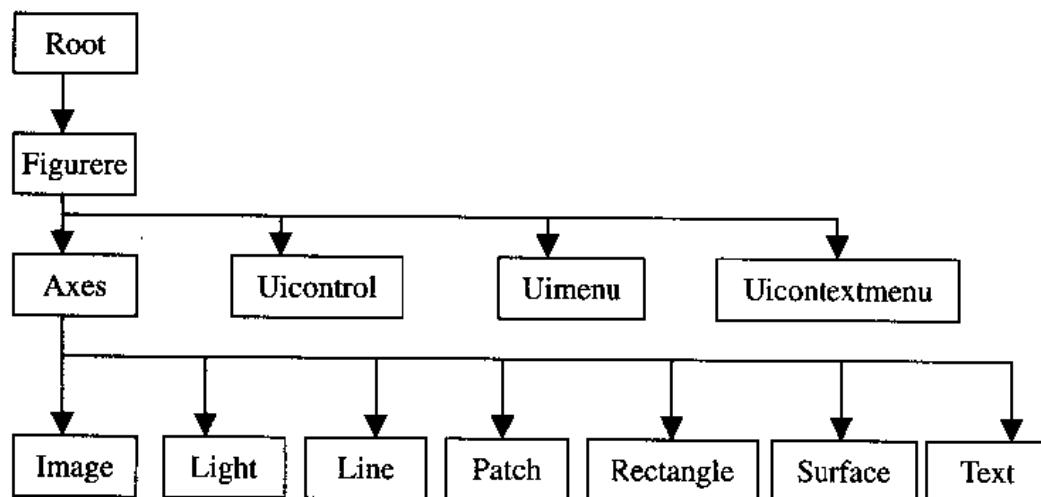 Root
Figurere
Axes
Uicontrol
Uimenu
Uicontextmenu
Image
Light
Line
Patch
Rectangle
Surface
Text